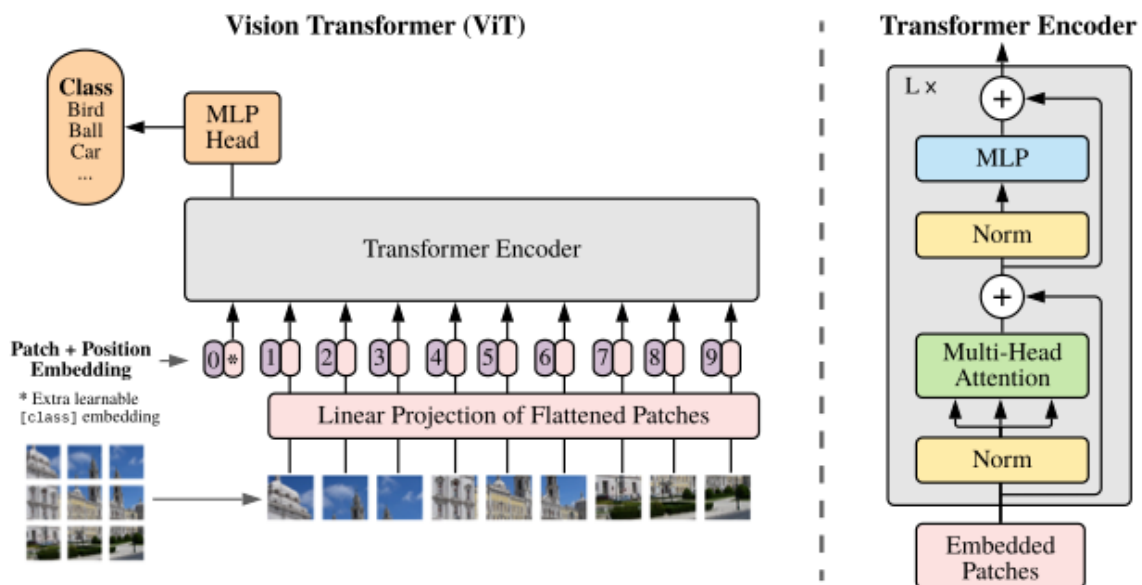 Vision Transformer (ViT)
Class
Bird
Ball
Car
...
MLP
Head
Transformer Encoder
Patch + Position
Embedding
* Extra learnable
[class] embedding
0 * 1 2 3 4 5 6 7 8 9
Linear Projection of Flattened Patches
Transformer Encoder
L ×
+
MLP
Norm
+
Multi-Head
Attention
Norm
Embedded
Patches